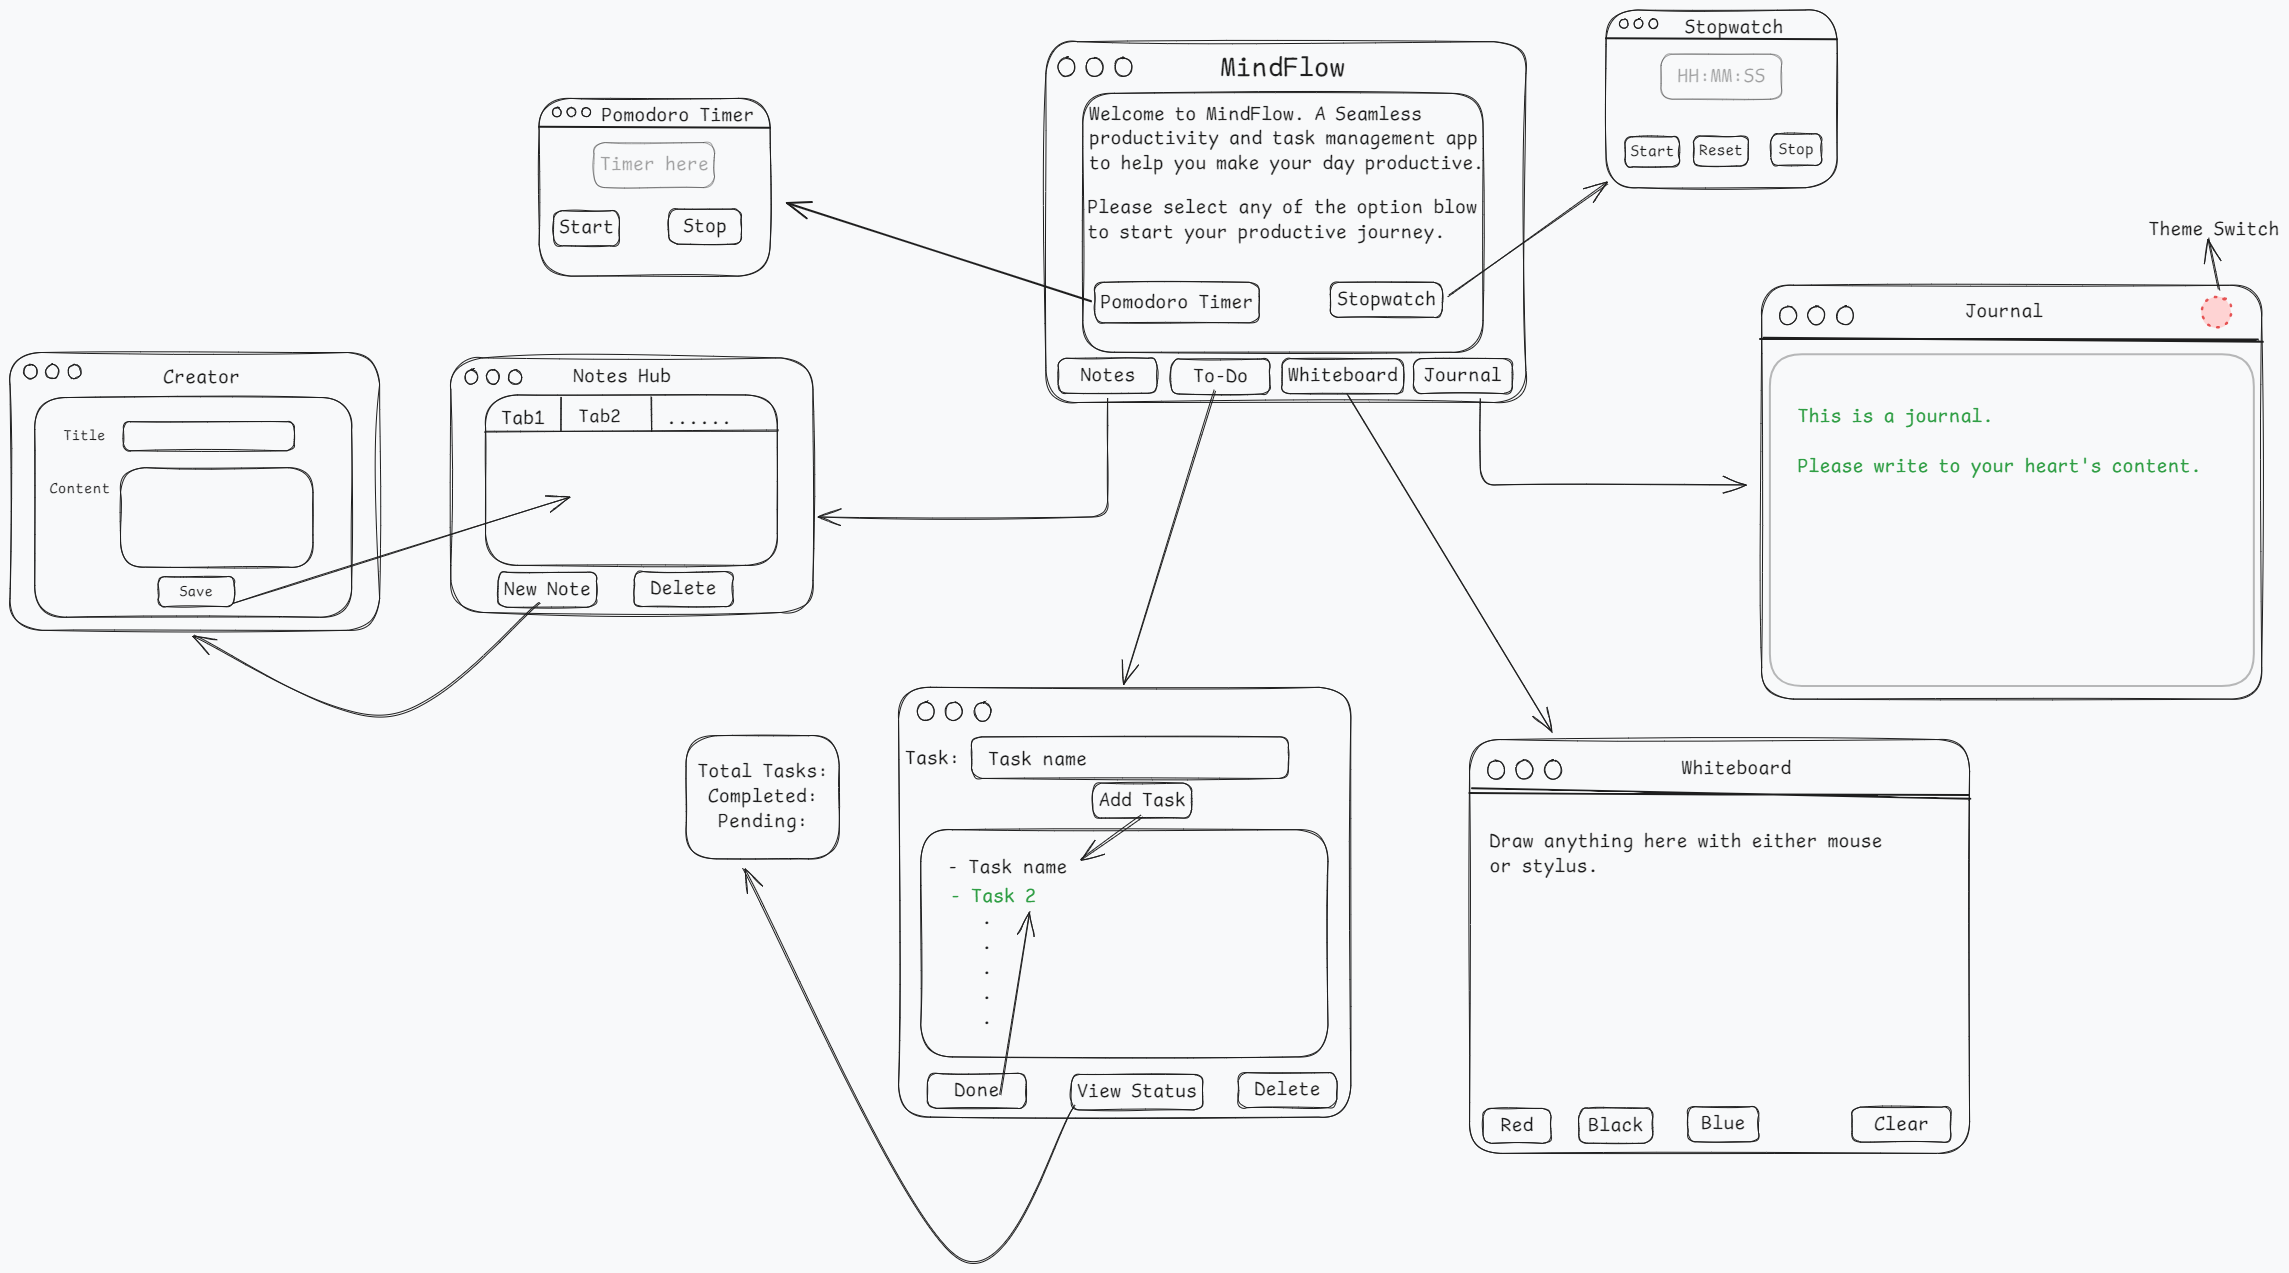 Stopwatch
HH:MM:SS
Start
Reset
Stop
MindFlow
Welcome to MindFlow. A Seamless
productivity and task management app
to help you make your day productive.
Please select any of the option blow
to start your productive journey.
Pomodoro Timer
Stopwatch
Notes
To-Do
Whiteboard
Journal
Pomodoro Timer
Timer here
Start
Stop
Theme Switch
Journal
This is a journal.
Please write to your heart's content.
Creator
Title
Content
Save
Notes Hub
Tab1
Tab2
......
New Note
Delete
Total Tasks:
Completed:
Pending:
Task:
Task name
Add Task
- Task name
- Task 2
.
.
.
.
.
Done
View Status
Delete
Whiteboard
Draw anything here with either mouse
or stylus.
Red
Black
Blue
Clear